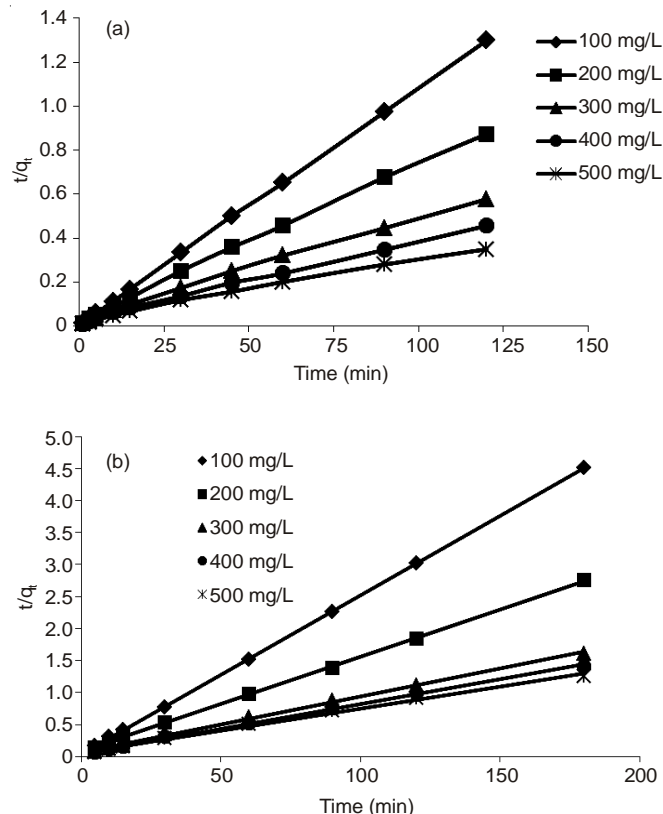 (a)
1.4
1.2
1.0
0.8
0.6
0.4
0.2
0
t/qt
0 25 50 75 100 125 150
Time (min)
100 mg/L
200 mg/L
300 mg/L
400 mg/L
500 mg/L
(b)
5.0
4.5
4.0
3.5
3.0
2.5
2.0
1.5
1.0
0.5
0
t/qt
100 mg/L
200 mg/L
300 mg/L
400 mg/L
500 mg/L
0 50 100 150 200
Time (min)